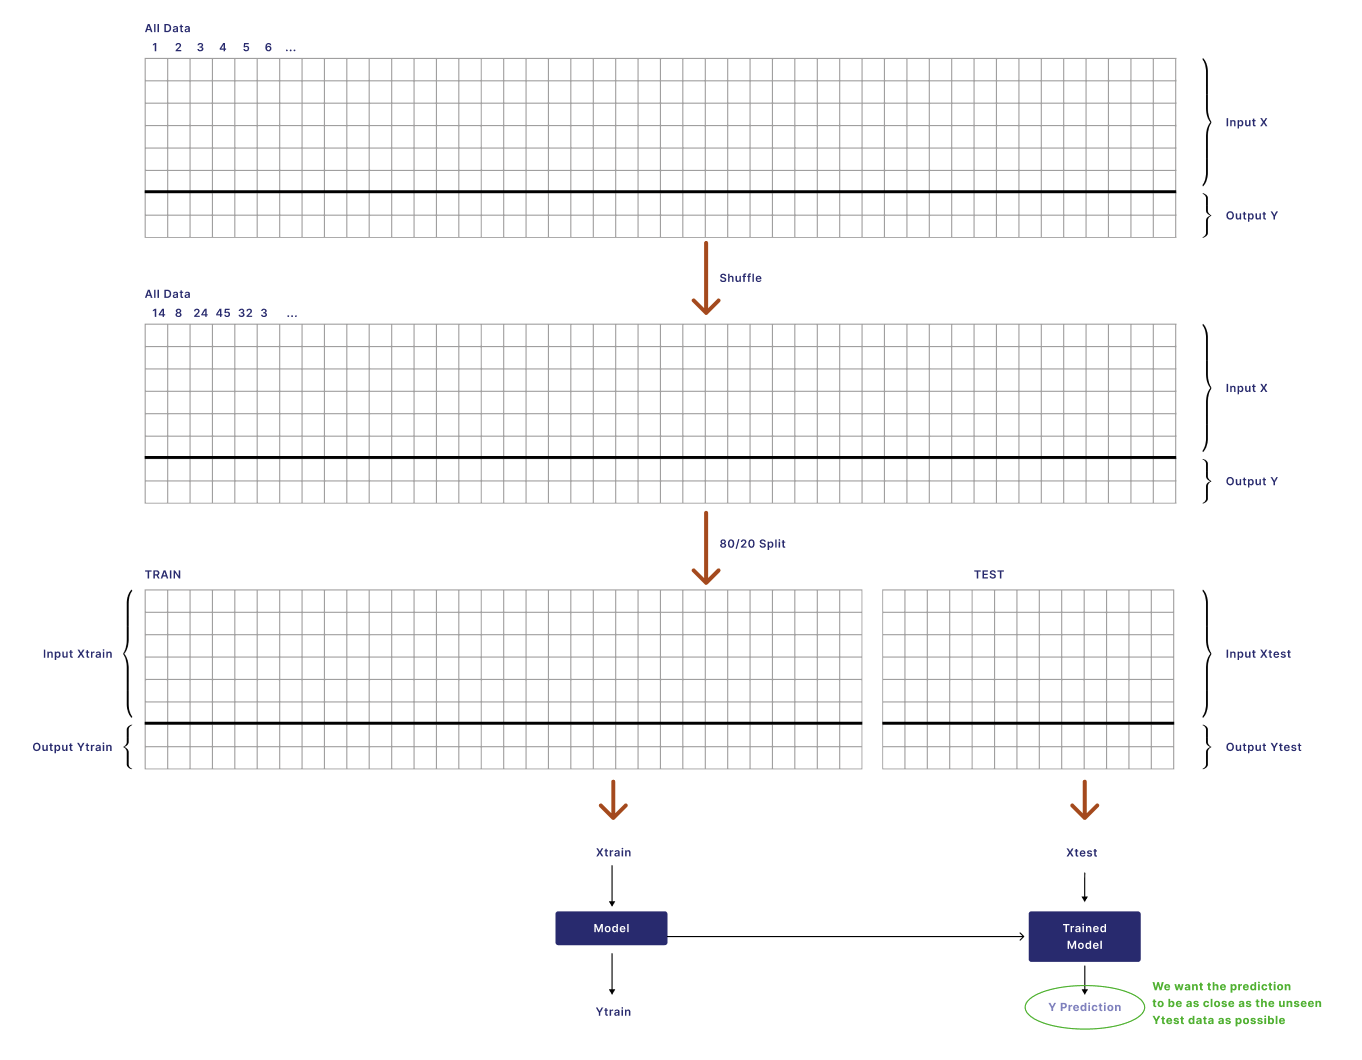 All Data
1 2 3 4 5 6 ...
Input X
Output Y
Shuffle
All Data
14 8 24 45 32 3 ...
Input X
Output Y
80/20 Split
TRAIN
TEST
Input Xtrain
Input Xtest
Output Ytrain
Output Ytest
Xtrain
Xtest
Model
Trained
Model
Ytrain
Y Prediction
We want the prediction
to be as close as the unseen
Ytest data as possible